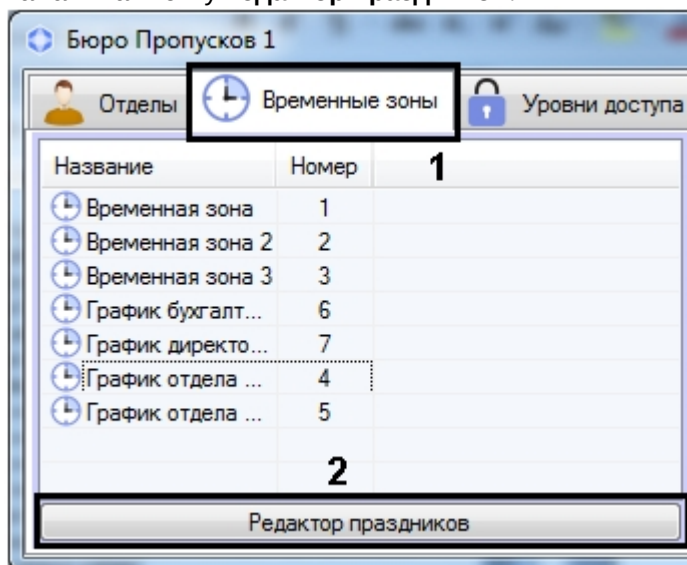 Бюро Пропусков 1
Отделы Временные зоны Уровни доступа
Название Номер 1
Временная зона 1
Временная зона 2 2
Временная зона 3 3
График бухгалт... 6
График директо... 7
График отдела ... 4
График отдела ... 5
2
Редактор праздников